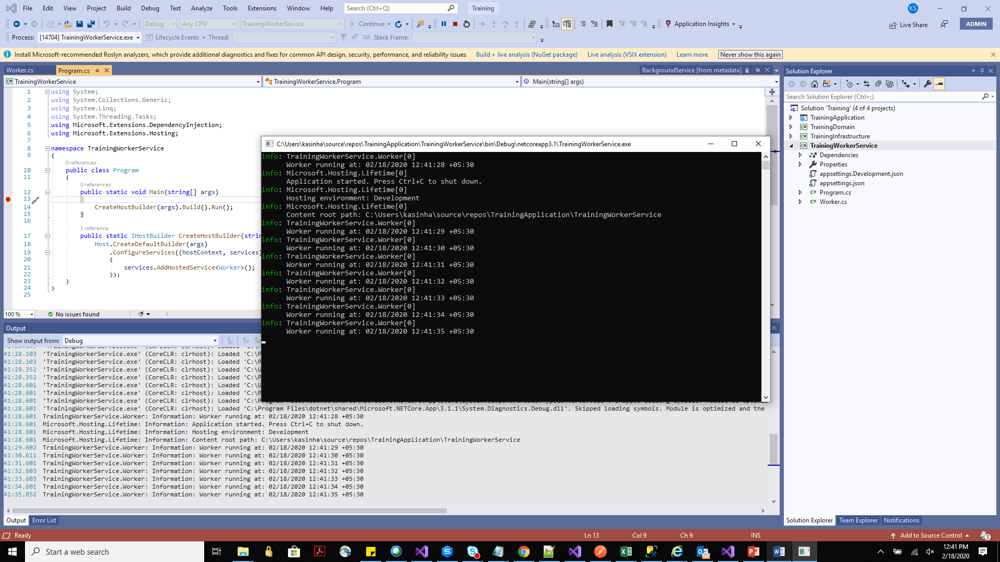 File Edit View Project Build Debug Test Analyze Tools Extensions Window Help Search (Ctrl+Q) Training KS
Debug Any CPU TrainingWorkerService Continue Application Insights Live Share ADMIN
Process: [14704] TrainingWorkerService.exe Lifecycle Events Thread: Stack Frame:
Install Microsoft-recommended Roslyn analyzers, which provide additional diagnostics and fixes for common API design, security, performance, and reliability issues Build + live analysis (NuGet package) Live analysis (VSIX extension) Learn more Never show this again
Worker.cs Program.cs BackgroundService [from metadata]
TrainingWorkerService TrainingWorkerService.Program Main(string[] args)
1 using System;
2 using System.Collections.Generic;
3 using System.Linq;
4 using System.Threading.Tasks;
5 using Microsoft.Extensions.DependencyInjection;
6 using Microsoft.Extensions.Hosting;
7
8 namespace TrainingWorkerService
9 {
0 references
10 public class Program
11 {
0 references
12 public static void Main(string[] args)
13 {
14 CreateHostBuilder(args).Build().Run();
15 }
16
1 reference
17 public static IHostBuilder CreateHostBuilder(strin
18 Host.CreateDefaultBuilder(args)
19 .ConfigureServices((hostContext, services)
20 {
21 services.AddHostedService<Worker>();
22 });
23 }
24 }
25
100 % No issues found
C:\Users\kasinha\source\repos\TrainingApplication\TrainingWorkerService\bin\Debug\netcoreapp3.1\TrainingWorkerService.exe
info: TrainingWorkerService.Worker[0]
Worker running at: 02/18/2020 12:41:28 +05:30
info: Microsoft.Hosting.Lifetime[0]
Application started. Press Ctrl+C to shut down.
info: Microsoft.Hosting.Lifetime[0]
Hosting environment: Development
info: Microsoft.Hosting.Lifetime[0]
Content root path: C:\Users\kasinha\source\repos\TrainingApplication\TrainingWorkerService
info: TrainingWorkerService.Worker[0]
Worker running at: 02/18/2020 12:41:29 +05:30
info: TrainingWorkerService.Worker[0]
Worker running at: 02/18/2020 12:41:30 +05:30
info: TrainingWorkerService.Worker[0]
Worker running at: 02/18/2020 12:41:31 +05:30
info: TrainingWorkerService.Worker[0]
Worker running at: 02/18/2020 12:41:32 +05:30
info: TrainingWorkerService.Worker[0]
Worker running at: 02/18/2020 12:41:33 +05:30
info: TrainingWorkerService.Worker[0]
Worker running at: 02/18/2020 12:41:34 +05:30
info: TrainingWorkerService.Worker[0]
Worker running at: 02/18/2020 12:41:35 +05:30
Output
Show output from: Debug
41:28.103 'TrainingWorkerService.exe' (CoreCLR: clrhost): Loaded 'C:\P
41:28.103 'TrainingWorkerService.exe' (CoreCLR: clrhost): Loaded 'C:\P
41:28.352 'TrainingWorkerService.exe' (CoreCLR: clrhost): Loaded 'C:\U
41:28.352 'TrainingWorkerService.exe' (CoreCLR: clrhost): Loaded 'C:\P
41:28.601 'TrainingWorkerService.exe' (CoreCLR: clrhost): Loaded 'C:\U
41:28.601 'TrainingWorkerService.exe' (CoreCLR: clrhost): Loaded 'C:\P
41:28.601 'TrainingWorkerService.exe' (CoreCLR: clrhost): Loaded
41:28.601 'TrainingWorkerService.exe' (CoreCLR: clrhost): Loaded 'C:\Program Files\dotnet\shared\Microsoft.NETCore.App\3.1.1\System.Diagnostics.Debug.dll'. Skipped loading symbols. Module is optimized and the
41:28.601 TrainingWorkerService.Worker: Information: Worker running at: 02/18/2020 12:41:28 +05:30
41:28.601 Microsoft.Hosting.Lifetime: Information: Application started. Press Ctrl+C to shut down.
41:28.601 Microsoft.Hosting.Lifetime: Information: Hosting environment: Development
41:28.601 Microsoft.Hosting.Lifetime: Information: Content root path: C:\Users\kasinha\source\repos\TrainingApplication\TrainingWorkerService
41:29.602 TrainingWorkerService.Worker: Information: Worker running at: 02/18/2020 12:41:29 +05:30
41:30.611 TrainingWorkerService.Worker: Information: Worker running at: 02/18/2020 12:41:30 +05:30
41:31.601 TrainingWorkerService.Worker: Information: Worker running at: 02/18/2020 12:41:31 +05:30
41:32.603 TrainingWorkerService.Worker: Information: Worker running at: 02/18/2020 12:41:32 +05:30
41:33.603 TrainingWorkerService.Worker: Information: Worker running at: 02/18/2020 12:41:33 +05:30
41:34.601 TrainingWorkerService.Worker: Information: Worker running at: 02/18/2020 12:41:34 +05:30
41:35.852 TrainingWorkerService.Worker: Information: Worker running at: 02/18/2020 12:41:35 +05:30
Output Error List
Solution Explorer
Search Solution Explorer (Ctrl+;)
Solution 'Training' (4 of 4 projects)
TrainingApplication
TrainingDomain
TrainingInfrastructure
TrainingWorkerService
Dependencies
Properties
appsettings.Development.json
appsettings.json
Program.cs
Worker.cs
Solution Explorer Team Explorer Notifications
Ready Ln 13 Col 9 Ch 9 INS Add to Source Control 3
Start a web search 12:41 PM
2/18/2020